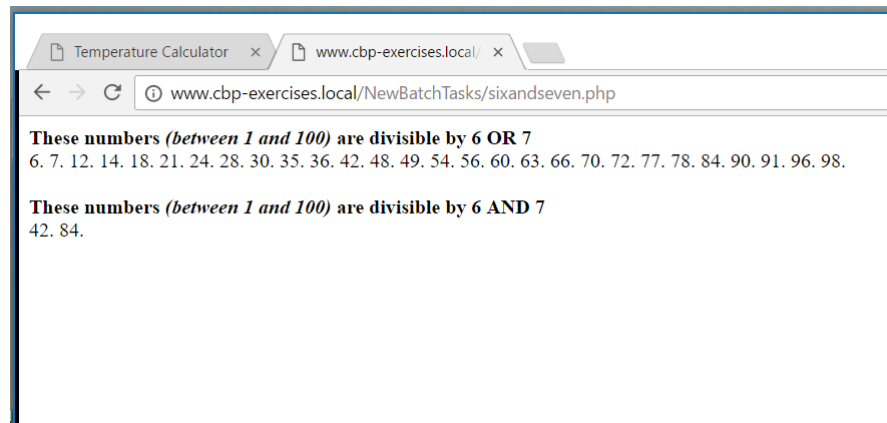 Temperature Calculator
www.cbp-exercises.local/
www.cbp-exercises.local/NewBatchTasks/sixandseven.php
These numbers (between 1 and 100) are divisible by 6 OR 7
6. 7. 12. 14. 18. 21. 24. 28. 30. 35. 36. 42. 48. 49. 54. 56. 60. 63. 66. 70. 72. 77. 78. 84. 90. 91. 96. 98.
These numbers (between 1 and 100) are divisible by 6 AND 7
42. 84.